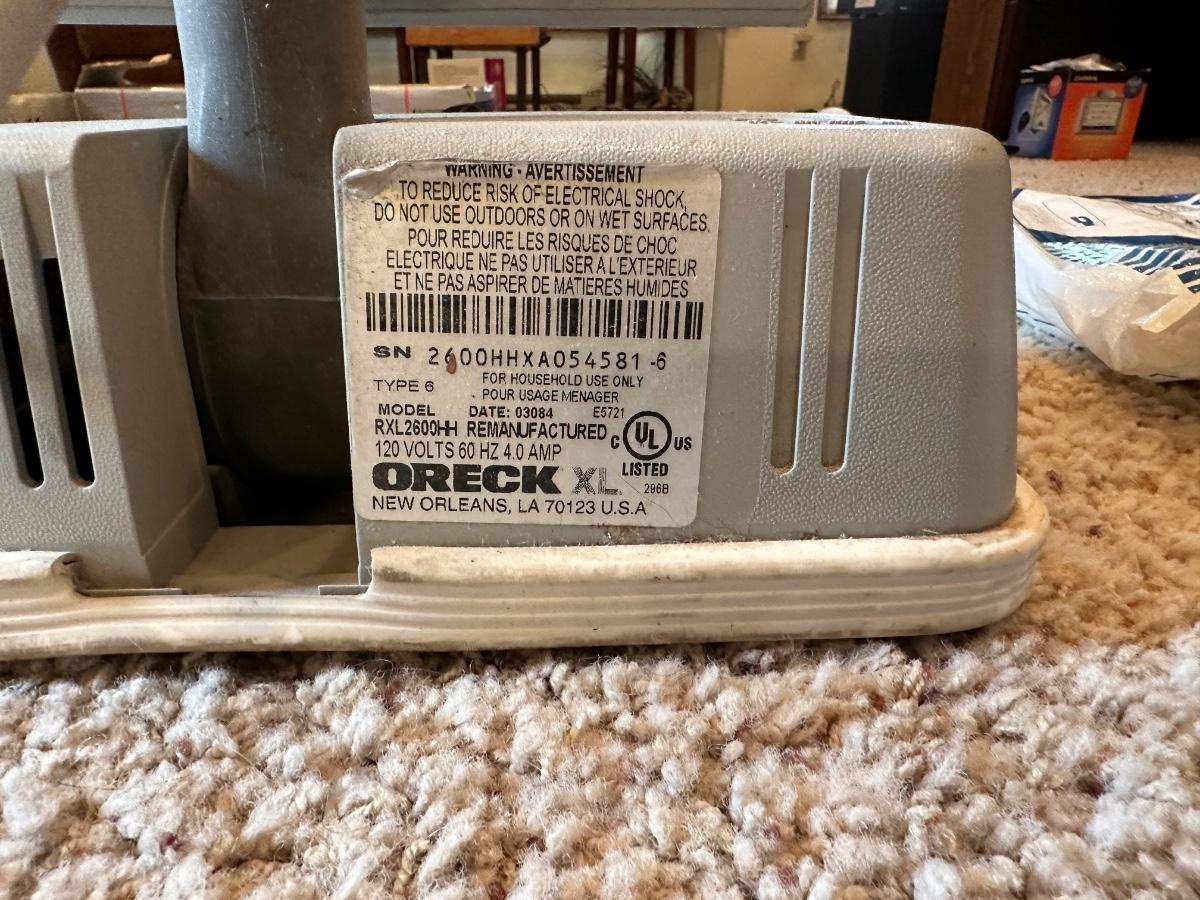 WARNING - AVERTISSEMENT
TO REDUCE RISK OF ELECTRICAL SHOCK,
DO NOT USE OUTDOORS OR ON WET SURFACES.
POUR REDUIRE LES RISQUES DE CHOC
ELECTRIQUE NE PAS UTILISER A L'EXTERIEUR
ET NE PAS ASPIRER DE MATIERES HUMIDES
SN 2600HHXA054581-6
TYPE 6 FOR HOUSEHOLD USE ONLY
POUR USAGE MENAGER
MODEL DATE: 03084 E5721
RXL2600HH REMANUFACTURED C UL US
120 VOLTS 60 HZ 4.0 AMP
LISTED
ORECK XL 296B
NEW ORLEANS, LA 70123 U.S.A